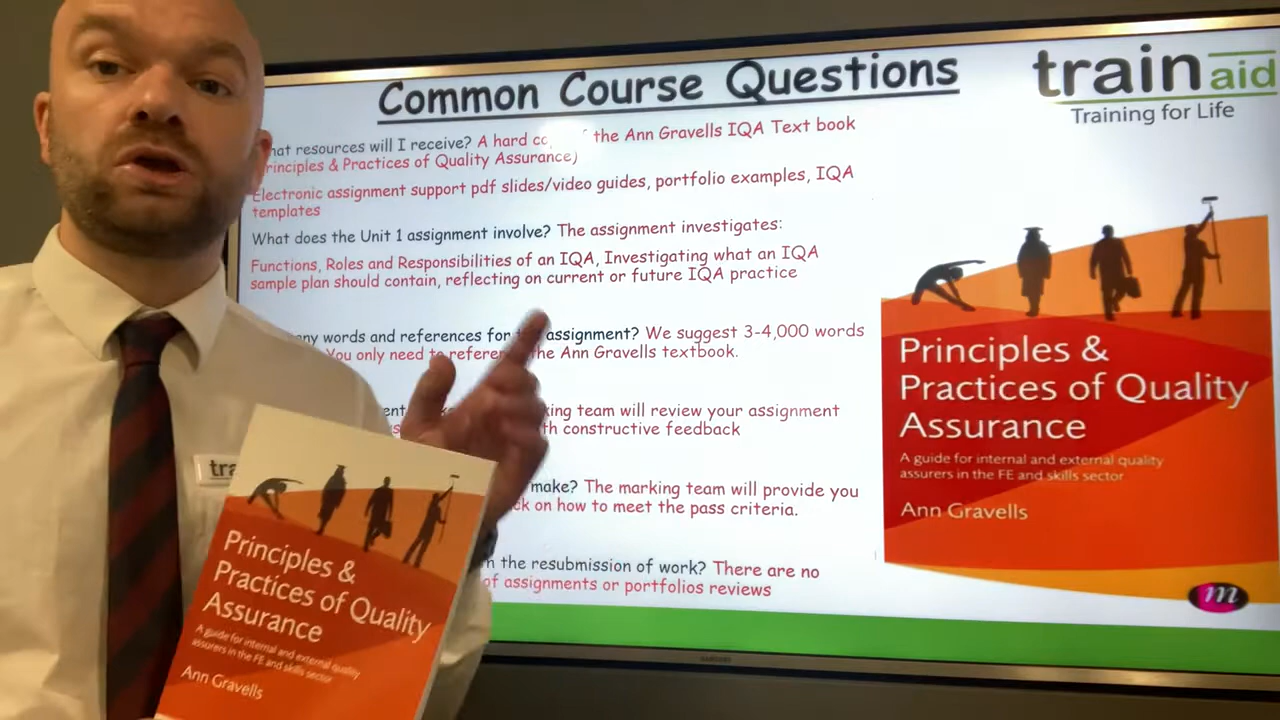 Common Course Questions
train aid
Training for Life
resources will I receive? A hard the Ann Gravells IQA Text book
Principles & Practices of Quality Assurance)
Electronic assignment support pdf slides/video guides, portfolio examples, IQA
templates
What does the Unit 1 assignment involve? The assignment investigates:
Functions, Roles and Responsibilities of an IQA, Investigating what an IQA
sample plan should contain, reflecting on current or future IQA practice
words and references for assignment? We suggest 3-4,000 words
You only need to the Ann Gravells textbook.
team will review your assignment
constructive feedback
make? The marking team will provide you
on how to meet the pass criteria.
the resubmission of work? There are no
of assignments or portfolios reviews
Principles &
Practices of Quality
Assurance
A guide for internal and external quality
assurers in the FE and skills sector
Ann Gravells
m
tra
Principles &
Practices of Quality
Assurance
A guide for internal and external quality
assurers in the FE and skills sector
Ann Gravells